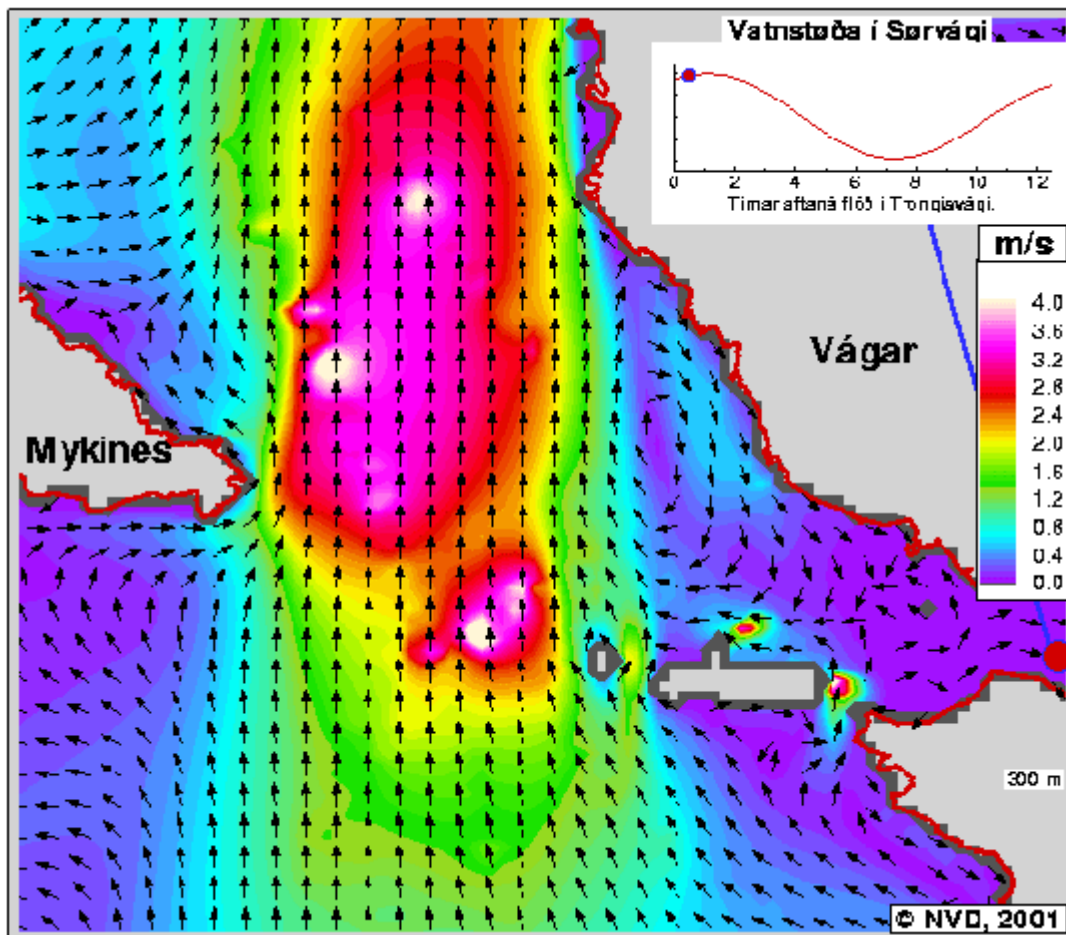 Vatnstøða í Sørvági
0 2 4 6 8 10 12
Tímar aftaná flóð í Trongisvági.
m/s
4.0
3.6
3.2
2.8
2.4
2.0
1.6
1.2
0.8
0.4
0.0
Vágar
Mykines
300 m
© NVD, 2001